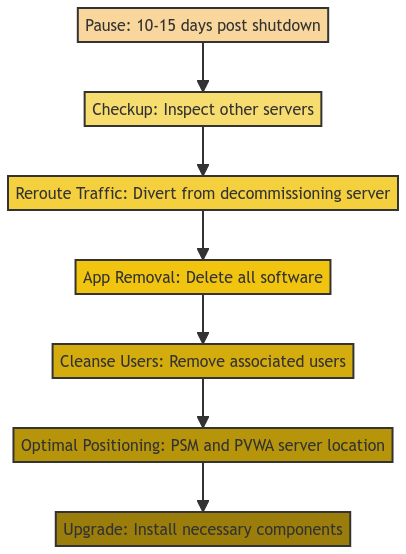 Pause: 10-15 days post shutdown
Checkup: Inspect other servers
Reroute Traffic: Divert from decommissioning server
App Removal: Delete all software
Cleanse Users: Remove associated users
Optimal Positioning: PSM and PVWA server location
Upgrade: Install necessary components